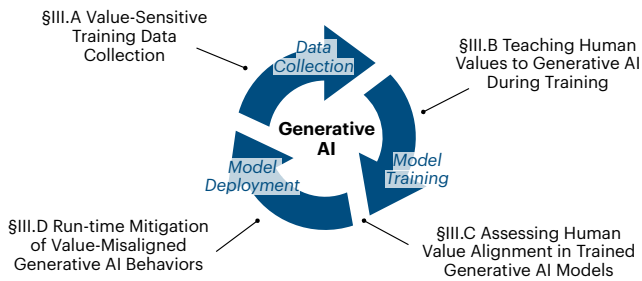 §III.A Value-Sensitive
Training Data
Collection
Data
Collection
§III.B Teaching Human
Values to Generative AI
During Training
Generative
AI
Model
Training
Model
Deployment
§III.D Run-time Mitigation
of Value-Misaligned
Generative AI Behaviors
§III.C Assessing Human
Value Alignment in Trained
Generative AI Models